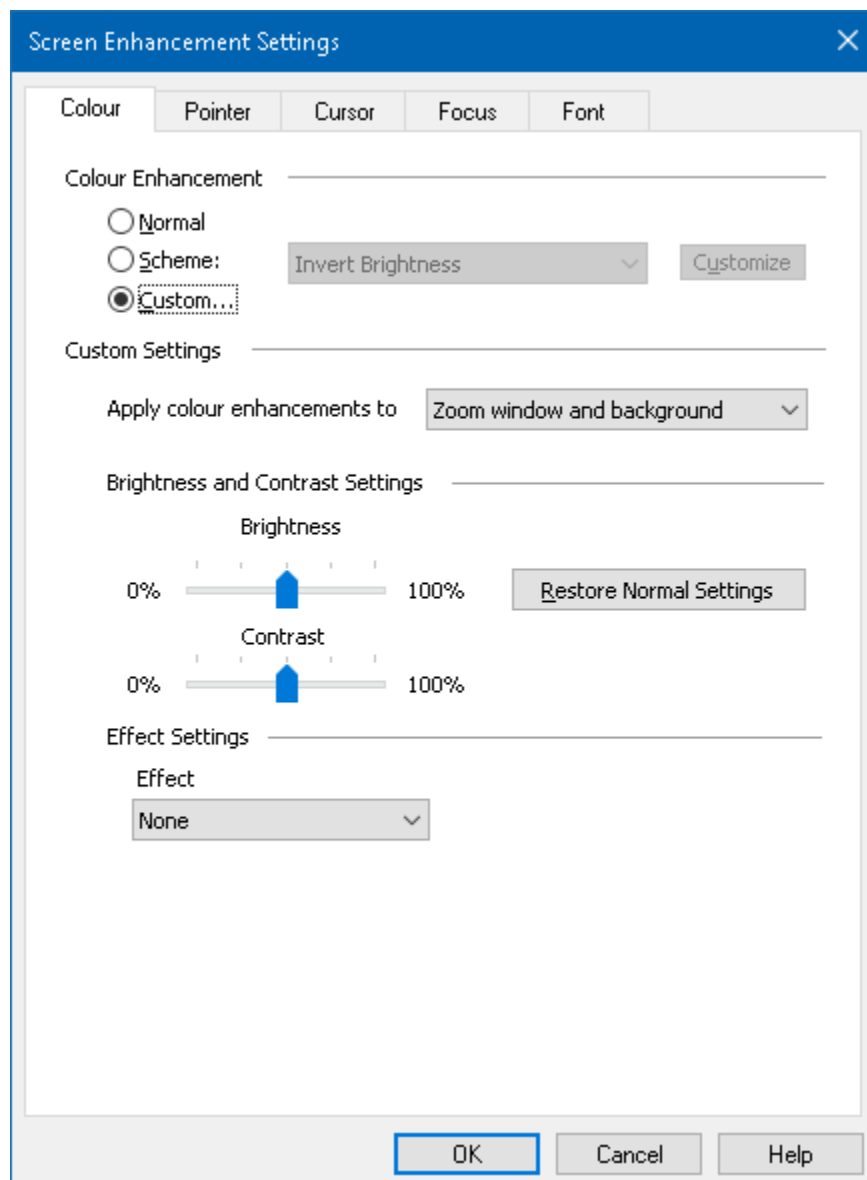 Screen Enhancement Settings
Colour Pointer Cursor Focus Font
Colour Enhancement
Normal
Scheme: Invert Brightness Customize
Custom...
Custom Settings
Apply colour enhancements to Zoom window and background
Brightness and Contrast Settings
Brightness
0% 100% Restore Normal Settings
Contrast
0% 100%
Effect Settings
Effect
None
OK Cancel Help